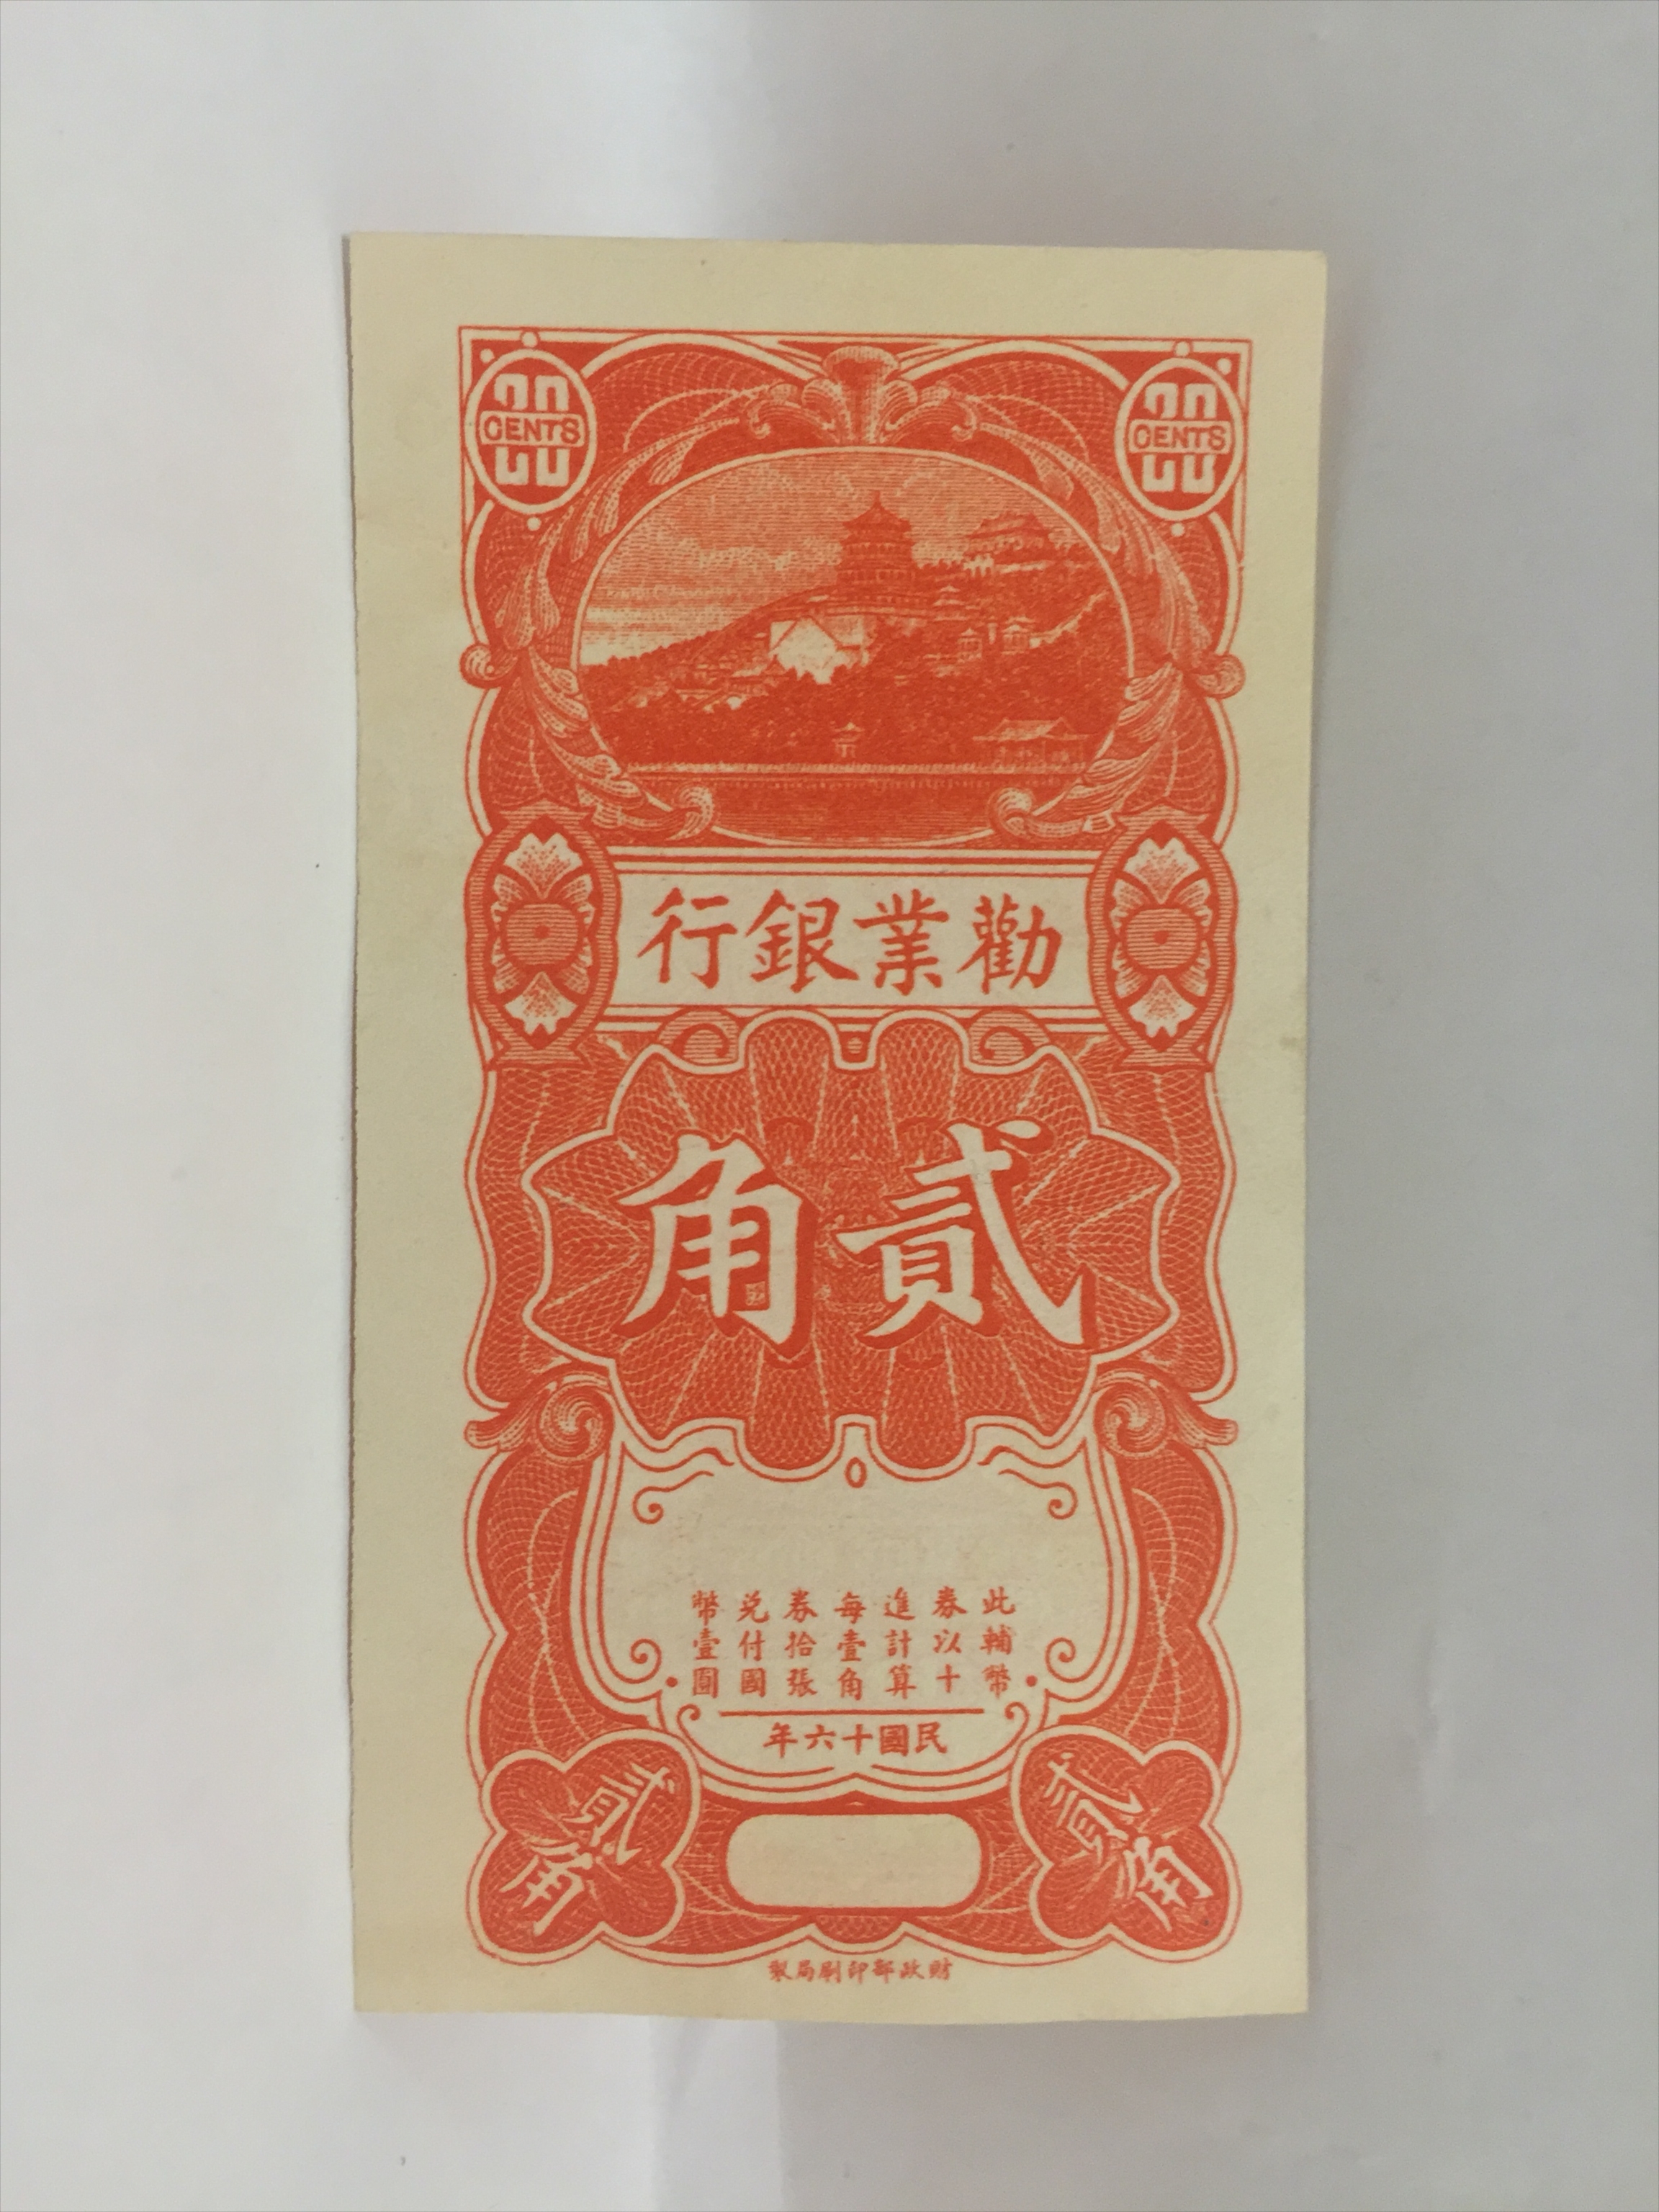 20 CENTS
20 CENTS
勸業銀行
貳角
此輔幣
券以十
進計算
每壹角
券拾張
兌付國
幣壹圓
民國十六年
貳角
貳角
財政部印刷局製